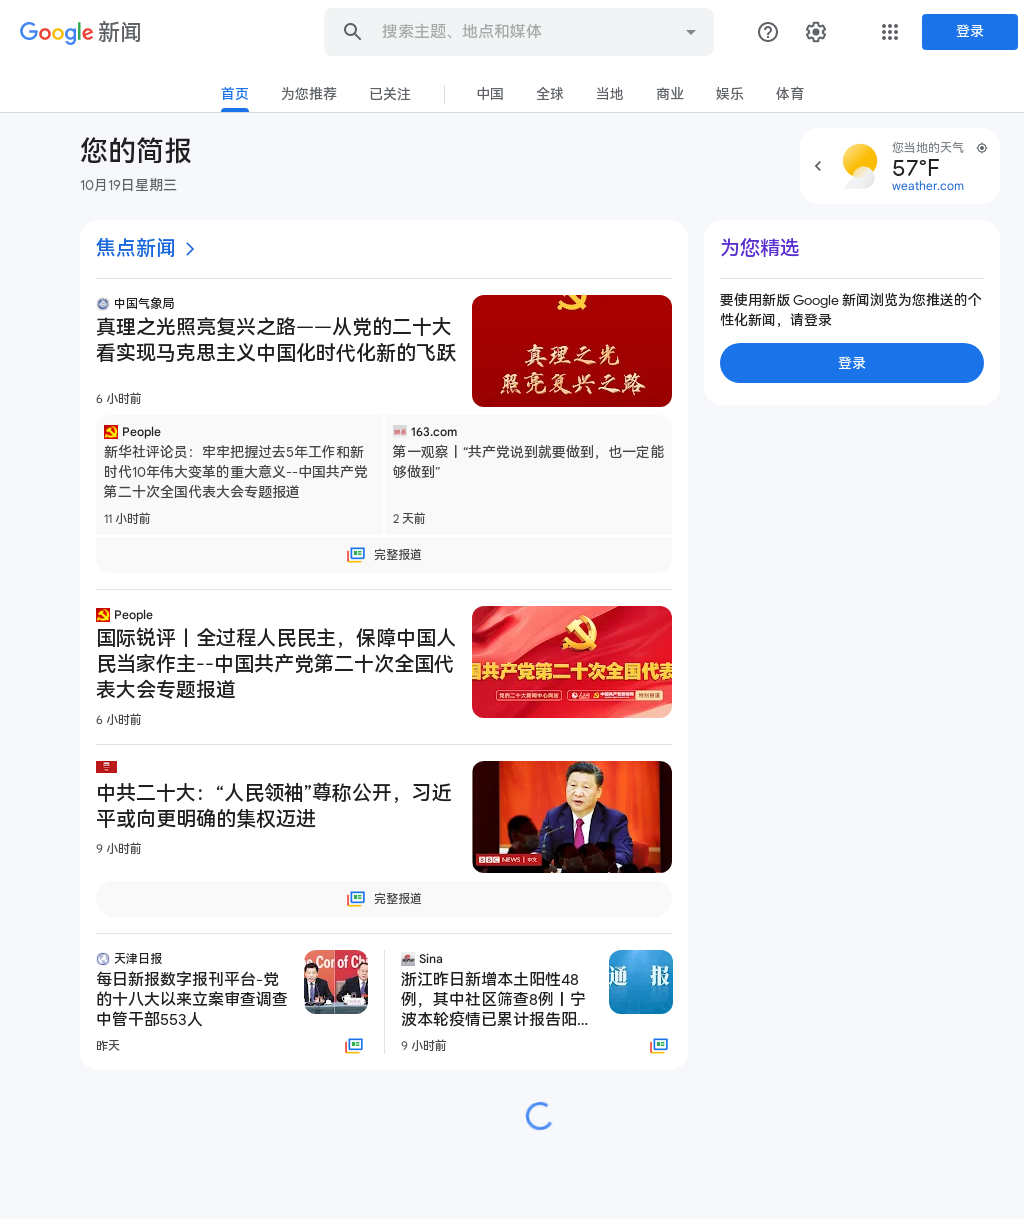 Google 新闻
搜索主题、地点和媒体
登录
首页 为您推荐 已关注 中国 全球 当地 商业 娱乐 体育
您的简报
10月19日星期三
您当地的天气
57°F
weather.com
焦点新闻
中国气象局
真理之光照亮复兴之路——从党的二十大
看实现马克思主义中国化时代化新的飞跃
6 小时前
真理之光
照亮复兴之路
People
新华社评论员：牢牢把握过去5年工作和新
时代10年伟大变革的重大意义--中国共产党
第二十次全国代表大会专题报道
11 小时前
163.com
第一观察丨“共产党说到就要做到，也一定能
够做到”
2 天前
完整报道
People
国际锐评丨全过程人民民主，保障中国人
民当家作主--中国共产党第二十次全国代
表大会专题报道
6 小时前
国共产党第二十次全国代表
党的二十大新闻中心网站
特别报道
中共二十大：“人民领袖”尊称公开，习近
平或向更明确的集权迈进
9 小时前
BBC NEWS | 中文
完整报道
天津日报
每日新报数字报刊平台-党
的十八大以来立案审查调查
中管干部553人
昨天
Con of Ch
Sina
浙江昨日新增本土阳性48
例，其中社区筛查8例丨宁
波本轮疫情已累计报告阳...
9 小时前
通 报
为您精选
要使用新版 Google 新闻浏览为您推送的个
性化新闻，请登录
登录